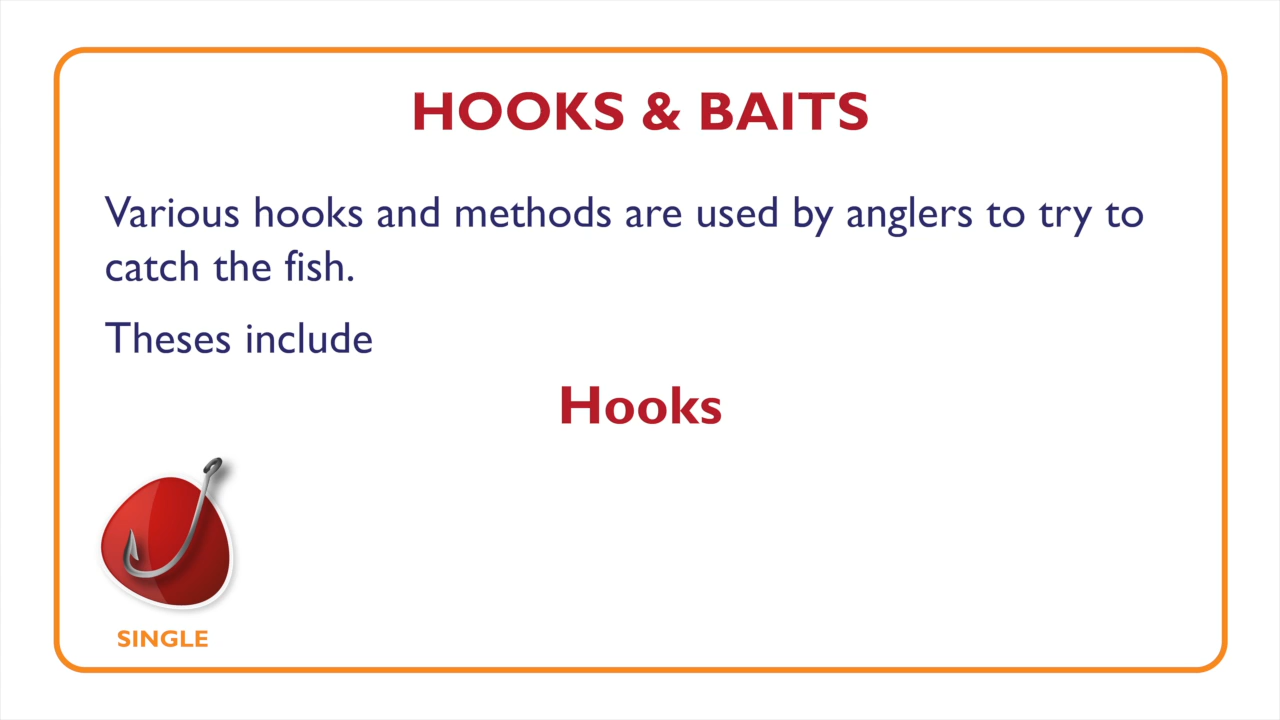 HOOKS & BAITS
Various hooks and methods are used by anglers to try to
catch the fish.
Theses include
Hooks
SINGLE